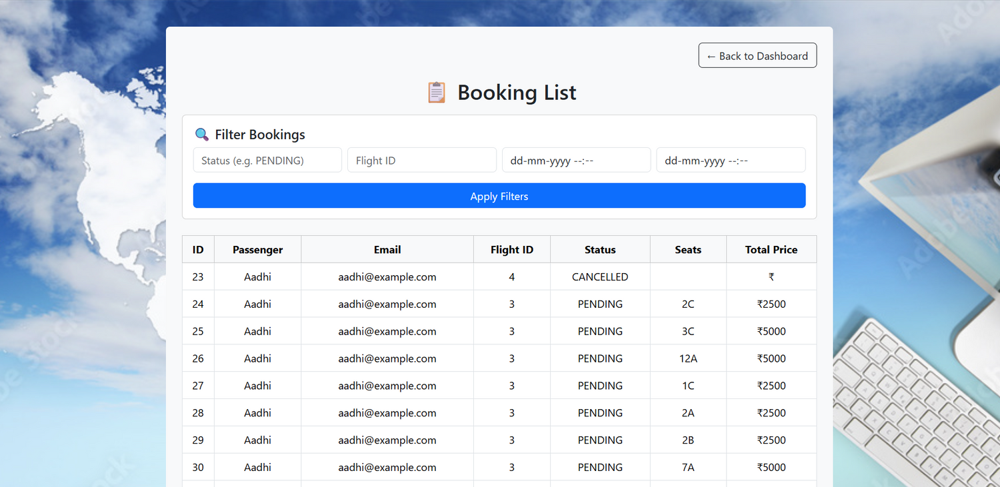 ← Back to Dashboard
📋 Booking List
🔍 Filter Bookings
Status (e.g. PENDING) Flight ID dd-mm-yyyy --:-- dd-mm-yyyy --:--
Apply Filters
ID Passenger Email Flight ID Status Seats Total Price
23 Aadhi aadhi@example.com 4 CANCELLED ₹
24 Aadhi aadhi@example.com 3 PENDING 2C ₹2500
25 Aadhi aadhi@example.com 3 PENDING 3C ₹5000
26 Aadhi aadhi@example.com 3 PENDING 12A ₹5000
27 Aadhi aadhi@example.com 3 PENDING 1C ₹2500
28 Aadhi aadhi@example.com 3 PENDING 2A ₹2500
29 Aadhi aadhi@example.com 3 PENDING 2B ₹2500
30 Aadhi aadhi@example.com 3 PENDING 7A ₹5000